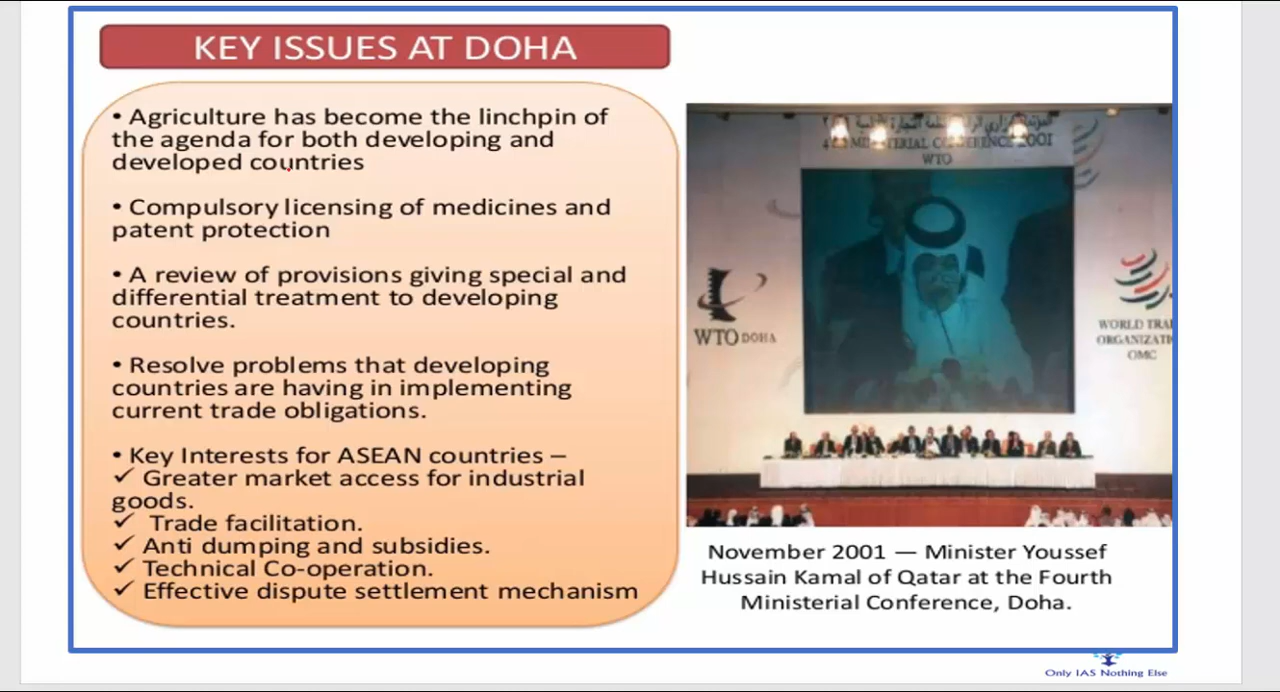 KEY ISSUES AT DOHA
• Agriculture has become the linchpin of
the agenda for both developing and
developed countries
• Compulsory licensing of medicines and
patent protection
• A review of provisions giving special and
differential treatment to developing
countries.
• Resolve problems that developing
countries are having in implementing
current trade obligations.
• Key Interests for ASEAN countries –
✓ Greater market access for industrial
goods.
✓ Trade facilitation.
✓ Anti dumping and subsidies.
✓ Technical Co-operation.
✓ Effective dispute settlement mechanism
WTO
WTO DOHA
WORLD TRA
ORGANIZATI
OMC
November 2001 — Minister Youssef
Hussain Kamal of Qatar at the Fourth
Ministerial Conference, Doha.
Only IAS Nothing Else